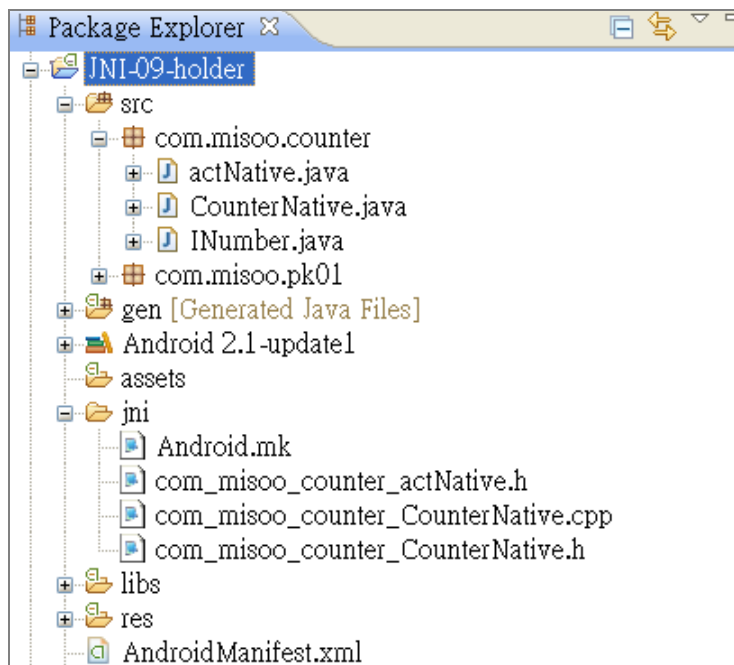 Package Explorer
JNI-09-holder
src
com.misoo.counter
actNative.java
CounterNative.java
INumber.java
com.misoo.pk01
gen [Generated Java Files]
Android 2.1-update1
assets
jni
Android.mk
com_misoo_counter_actNative.h
com_misoo_counter_CounterNative.cpp
com_misoo_counter_CounterNative.h
libs
res
AndroidManifest.xml